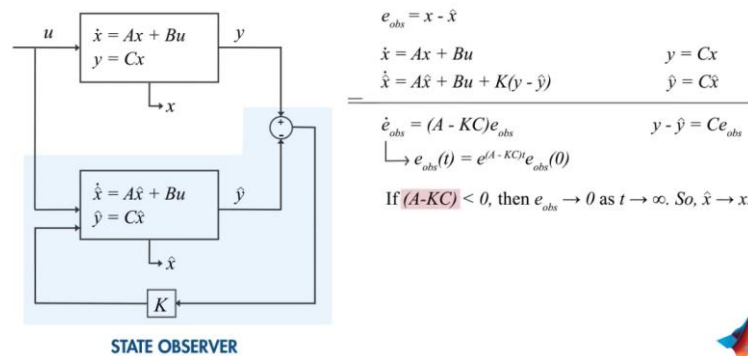 u
ẋ = Ax + Bu
y = Cx
y
x
+
-
x̂̇ = Ax̂ + Bu
ŷ = Cx̂
ŷ
x̂
K
STATE OBSERVER
e_obs = x - x̂
ẋ = Ax + Bu y = Cx
x̂̇ = Ax̂ + Bu + K(y - ŷ) ŷ = Cx̂
ė_obs = (A - KC)e_obs y - ŷ = Ce_obs
e_obs(t) = e^(A - KC)t e_obs(0)
If (A-KC) < 0, then e_obs → 0 as t → ∞. So, x̂ → x.